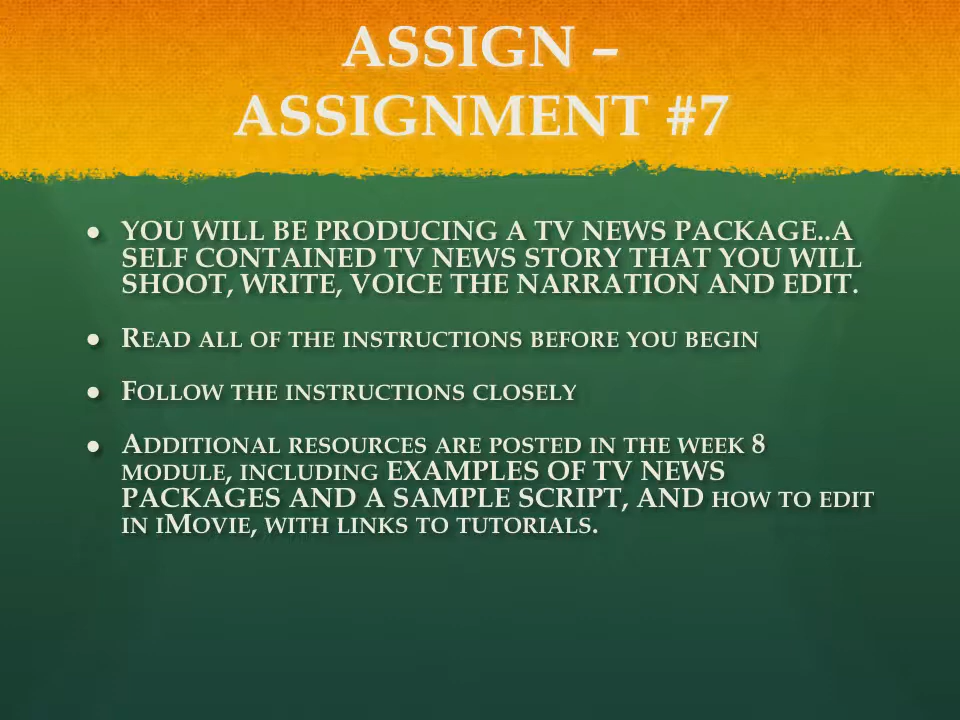 ASSIGN –
ASSIGNMENT #7
• YOU WILL BE PRODUCING A TV NEWS PACKAGE..A
SELF CONTAINED TV NEWS STORY THAT YOU WILL
SHOOT, WRITE, VOICE THE NARRATION AND EDIT.
• READ ALL OF THE INSTRUCTIONS BEFORE YOU BEGIN
• FOLLOW THE INSTRUCTIONS CLOSELY
• ADDITIONAL RESOURCES ARE POSTED IN THE WEEK 8
MODULE, INCLUDING EXAMPLES OF TV NEWS
PACKAGES AND A SAMPLE SCRIPT, AND HOW TO EDIT
IN IMOVIE, WITH LINKS TO TUTORIALS.